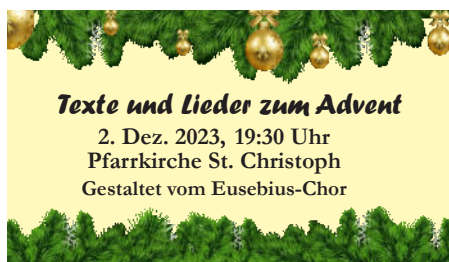 Texte und Lieder zum Advent
2. Dez. 2023, 19:30 Uhr
Pfarrkirche St. Christoph
Gestaltet vom Eusebius-Chor